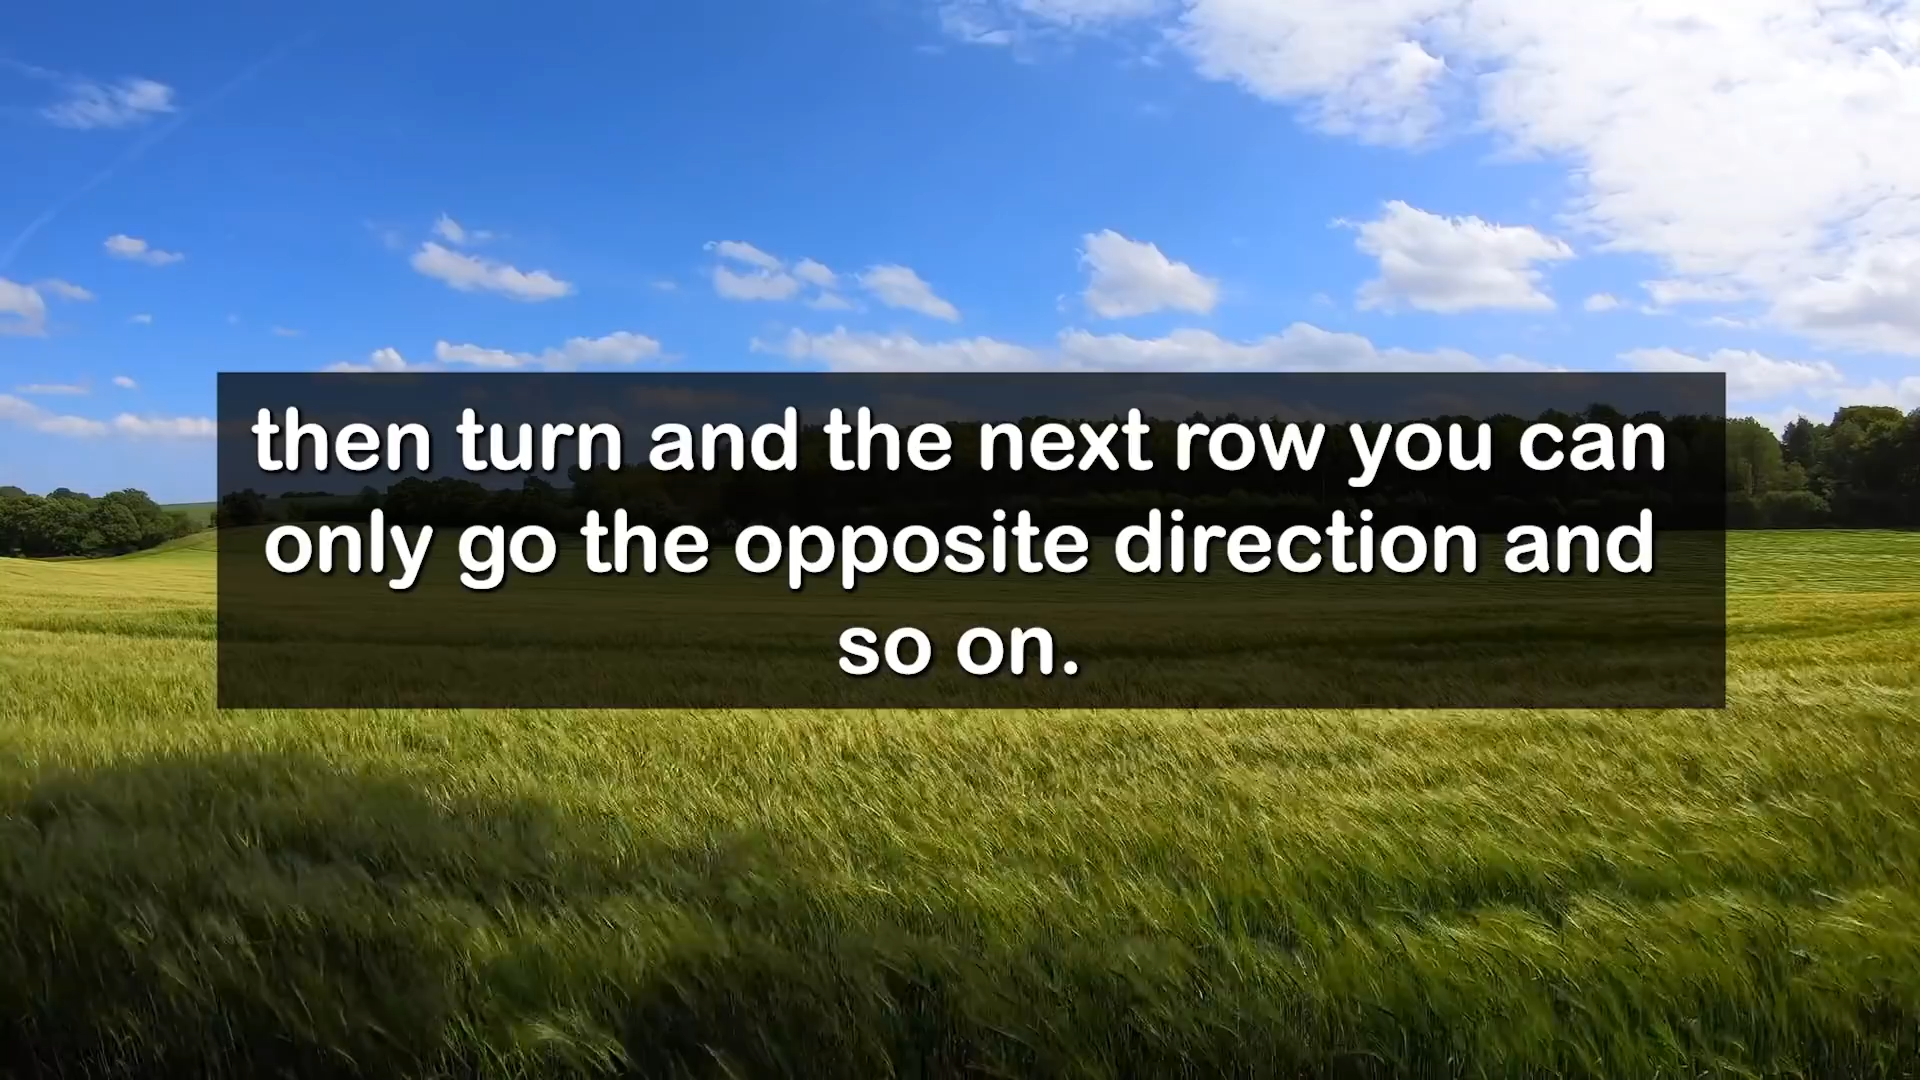 then turn and the next row you can
only go the opposite direction and
so on.